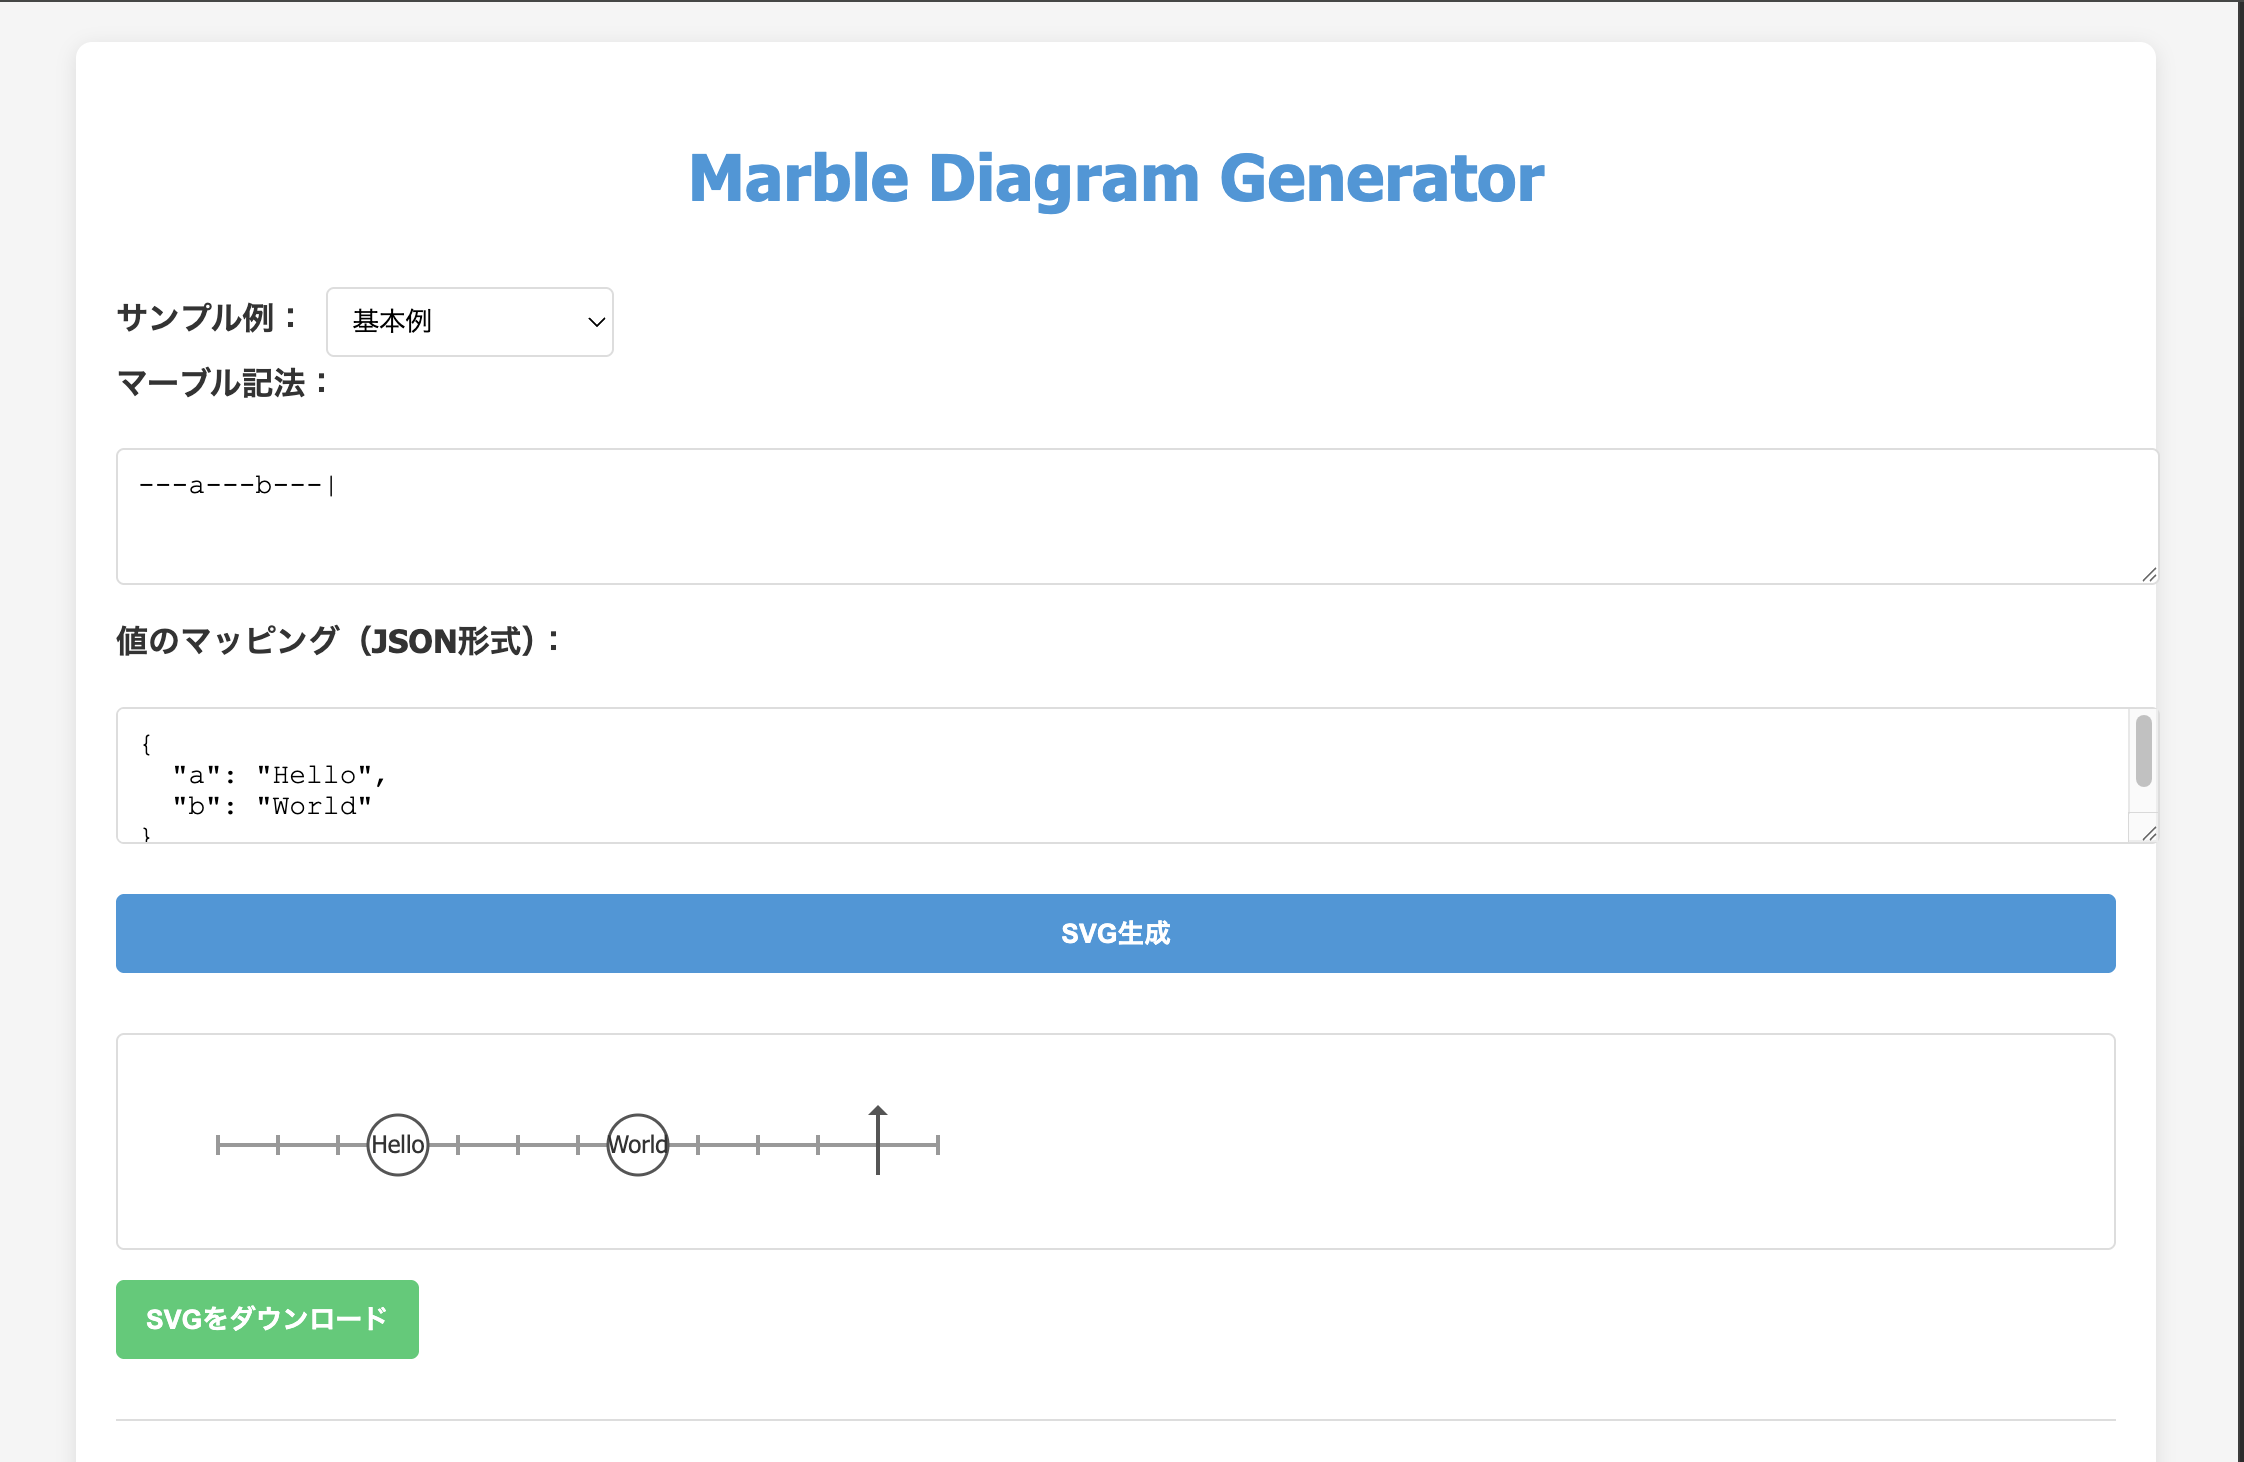 Marble Diagram Generator
サンプル例：
基本例
マーブル記法：
---a---b---|
値のマッピング（JSON形式）：
{
  "a": "Hello",
  "b": "World"
}
SVG生成
Hello World
SVGをダウンロード